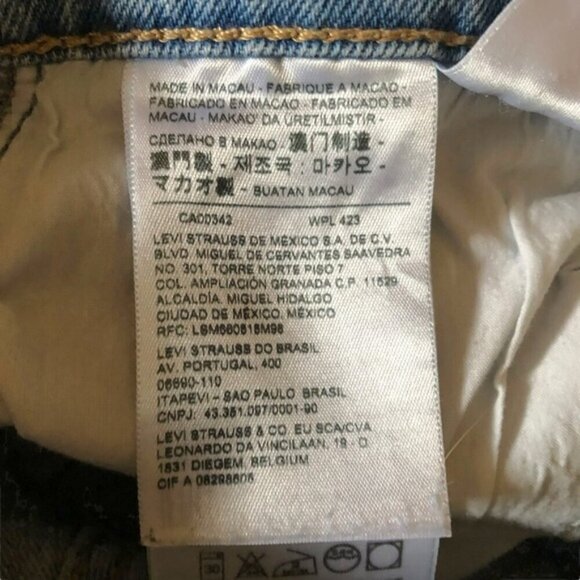 MADE IN MACAU - FABRIQUE A MACAO -
FABRICADO EN MACAO - FABRICADO EM
MACAU - MAKAO DA ÜRETILMISTIR -
СДЕЛАНО В МАКАО - 澳门制造 -
澳門製 - 제조국 : 마카오 -
マカオ製 - BUATAN MACAU
CA00342 WPL 423
LEVI STRAUSS DE MEXICO S.A. DE C.V.
BLVD. MIGUEL DE CERVANTES SAAVEDRA
NO. 301, TORRE NORTE PISO 7
COL. AMPLIACIÓN GRANADA C.P. 11529
ALCALDÍA. MIGUEL HIDALGO
CIUDAD DE MÉXICO. MÉXICO
RFC: LSM660818M98
LEVI STRAUSS DO BRASIL
AV. PORTUGAL, 400
06690-110
ITAPEVI - SAO PAULO BRASIL
CNPJ: 43.351.097/0001-90
LEVI STRAUSS & CO. EU SCA/CVA
LEONARDO DA VINCILAAN, 19 - D
1831 DIEGEM, BELGIUM
CIF A 08298605
30